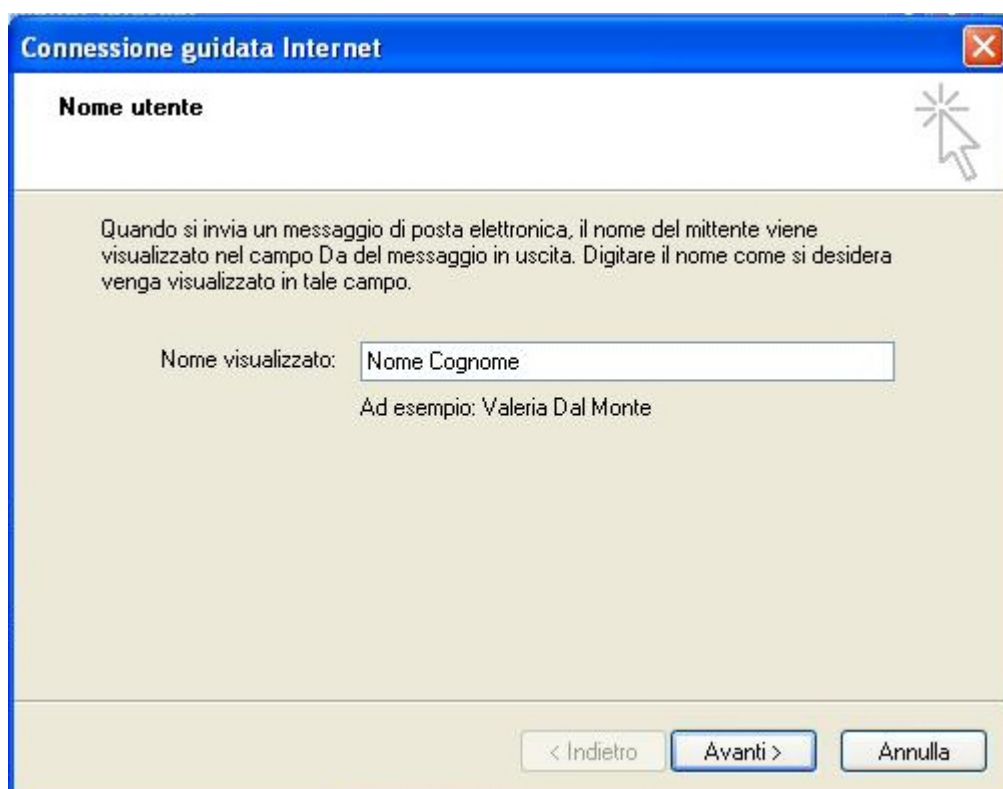 Connessione guidata Internet
Nome utente
Quando si invia un messaggio di posta elettronica, il nome del mittente viene
visualizzato nel campo Da del messaggio in uscita. Digitare il nome come si desidera
venga visualizzato in tale campo.
Nome visualizzato: Nome Cognome
Ad esempio: Valeria Dal Monte
< Indietro Avanti > Annulla